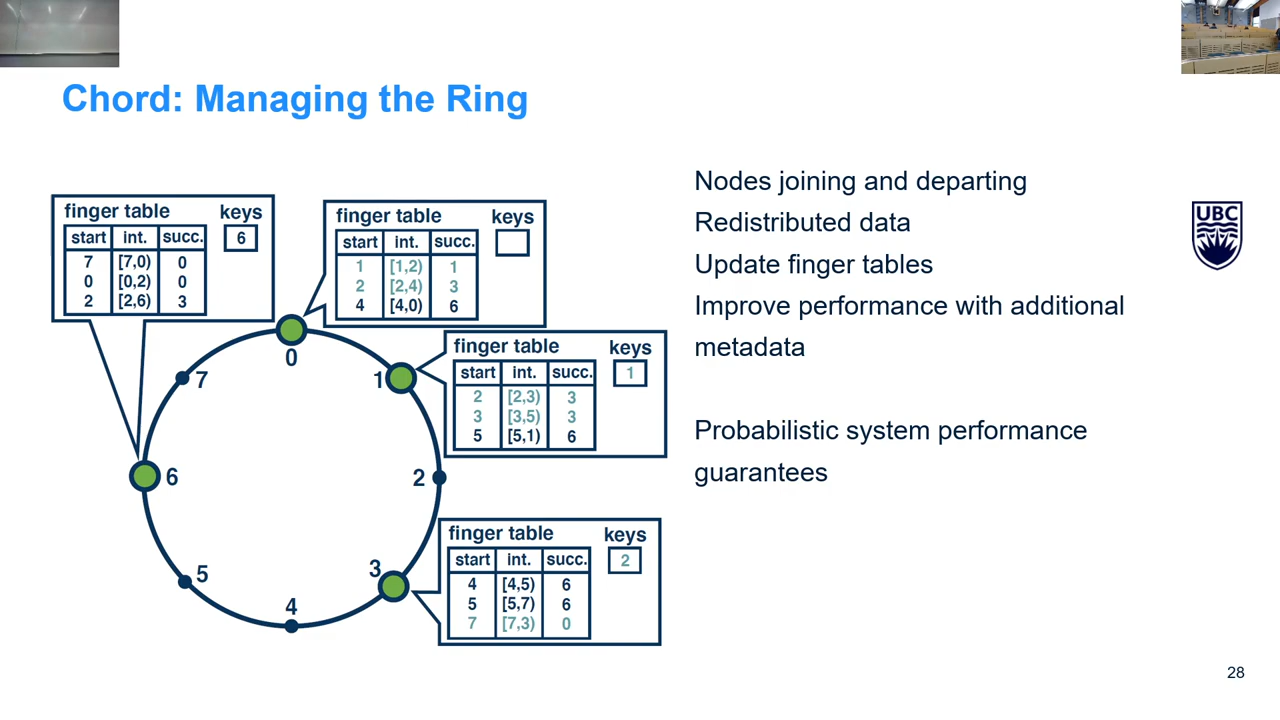 Chord: Managing the Ring
finger table keys
start int. succ. 6
7 [7,0) 0
0 [0,2) 0
2 [2,6) 3
finger table keys
start int. succ.
1 [1,2) 1
2 [2,4) 3
4 [4,0) 6
finger table keys
start int. succ. 1
2 [2,3) 3
3 [3,5) 3
5 [5,1) 6
finger table keys
start int. succ. 2
4 [4,5) 6
5 [5,7) 6
7 [7,3) 0
0
1
2
3
4
5
6
7
Nodes joining and departing
Redistributed data
Update finger tables
Improve performance with additional
metadata
Probabilistic system performance
guarantees
UBC
28